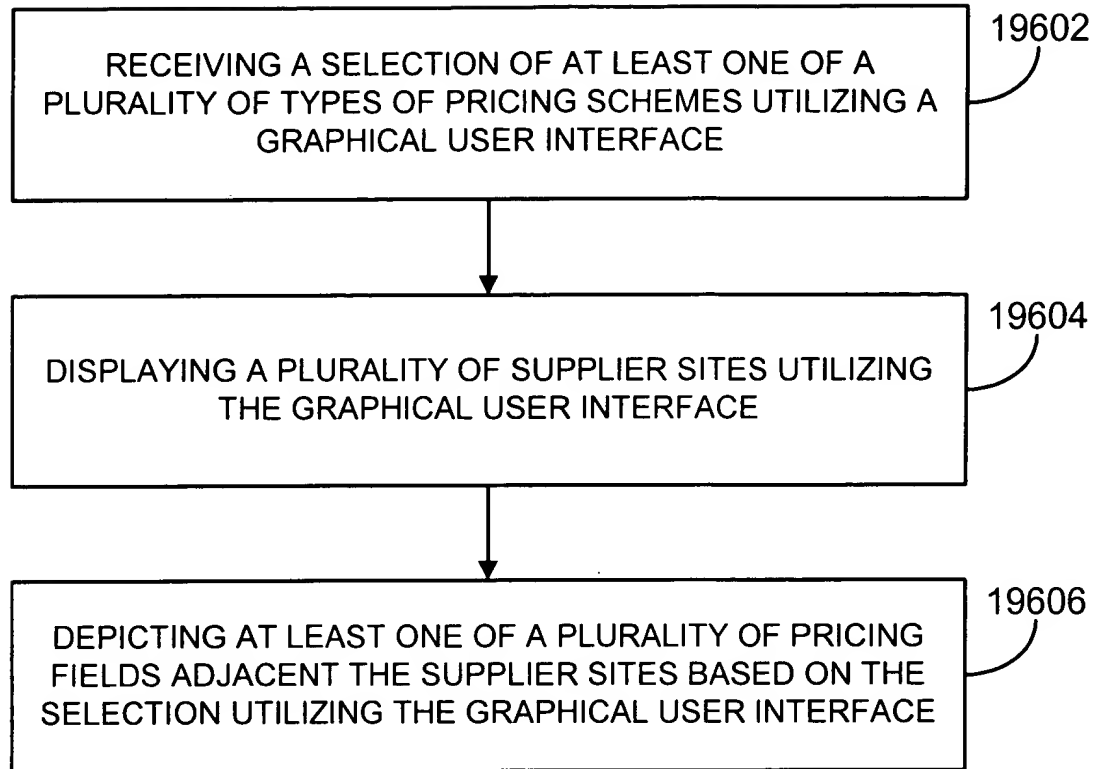 19602
RECEIVING A SELECTION OF AT LEAST ONE OF A
PLURALITY OF TYPES OF PRICING SCHEMES UTILIZING A
GRAPHICAL USER INTERFACE
19604
DISPLAYING A PLURALITY OF SUPPLIER SITES UTILIZING
THE GRAPHICAL USER INTERFACE
19606
DEPICTING AT LEAST ONE OF A PLURALITY OF PRICING
FIELDS ADJACENT THE SUPPLIER SITES BASED ON THE
SELECTION UTILIZING THE GRAPHICAL USER INTERFACE